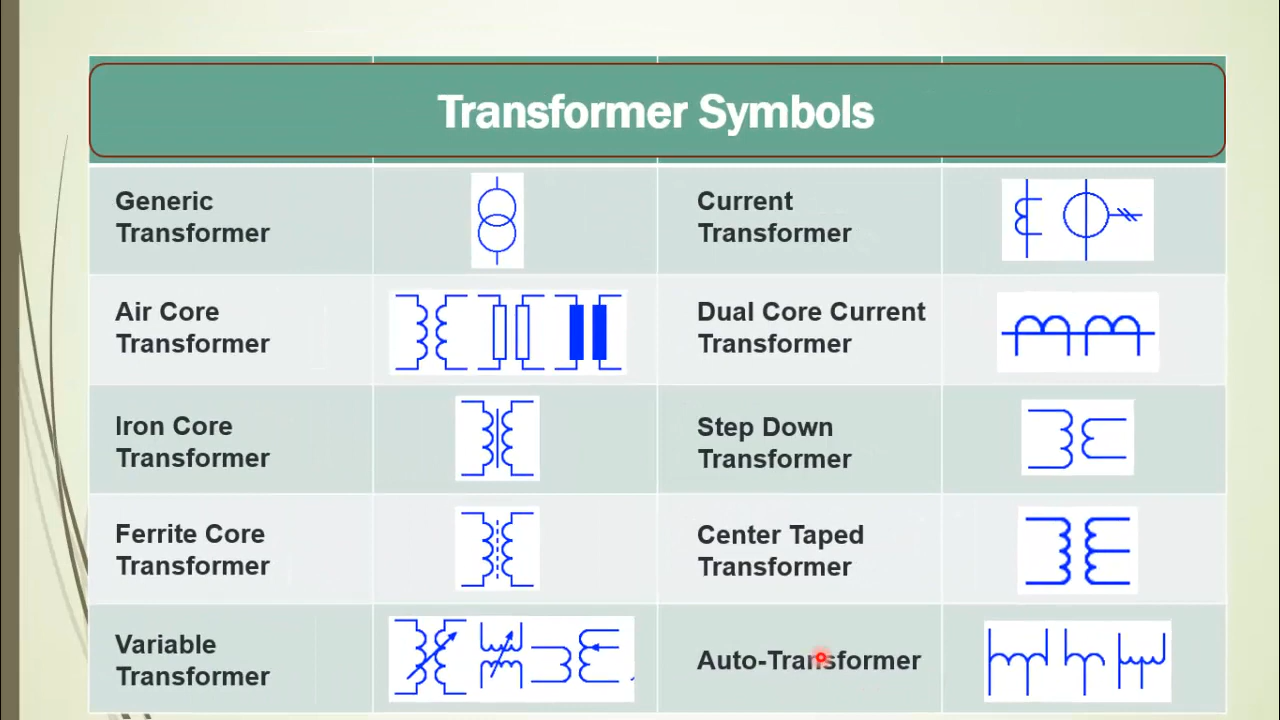 Transformer Symbols
Generic
Transformer
Current
Transformer
Air Core
Transformer
Dual Core Current
Transformer
Iron Core
Transformer
Step Down
Transformer
Ferrite Core
Transformer
Center Taped
Transformer
Variable
Transformer
Auto-Transformer